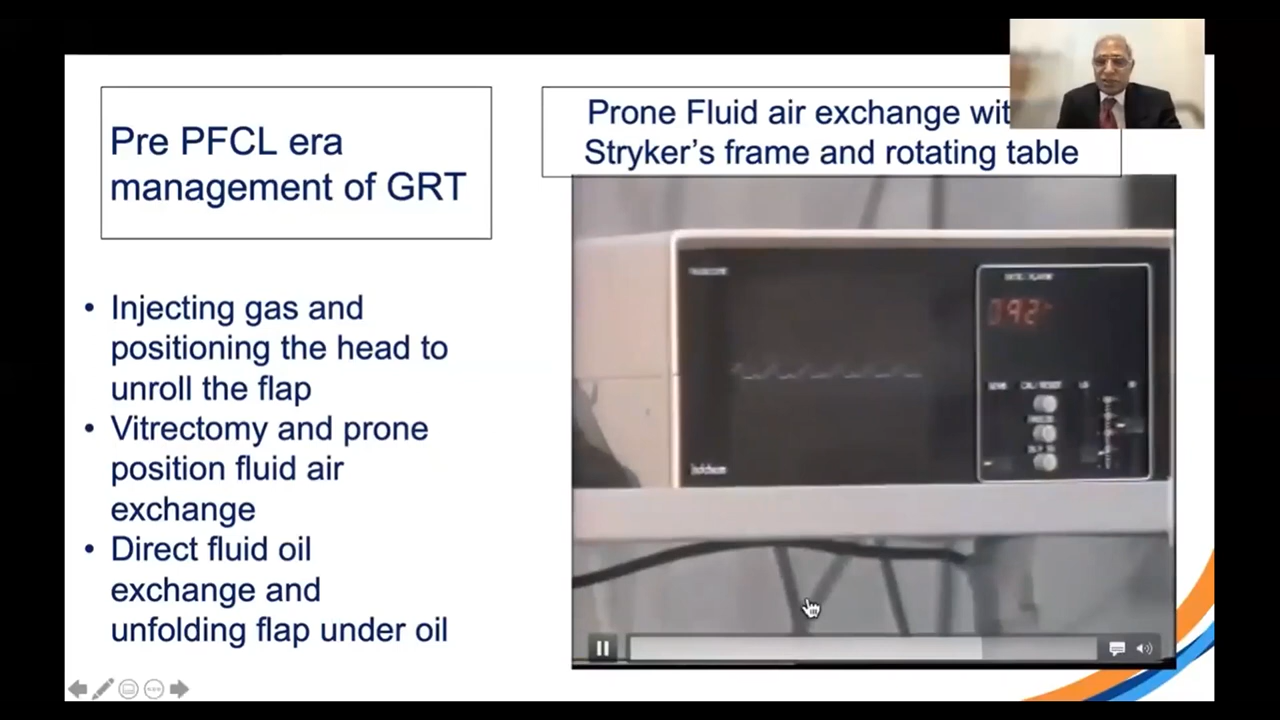 Pre PFCL era
management of GRT
Prone Fluid air exchange wit
Stryker's frame and rotating table
• Injecting gas and
positioning the head to
unroll the flap
• Vitrectomy and prone
position fluid air
exchange
• Direct fluid oil
exchange and
unfolding flap under oil